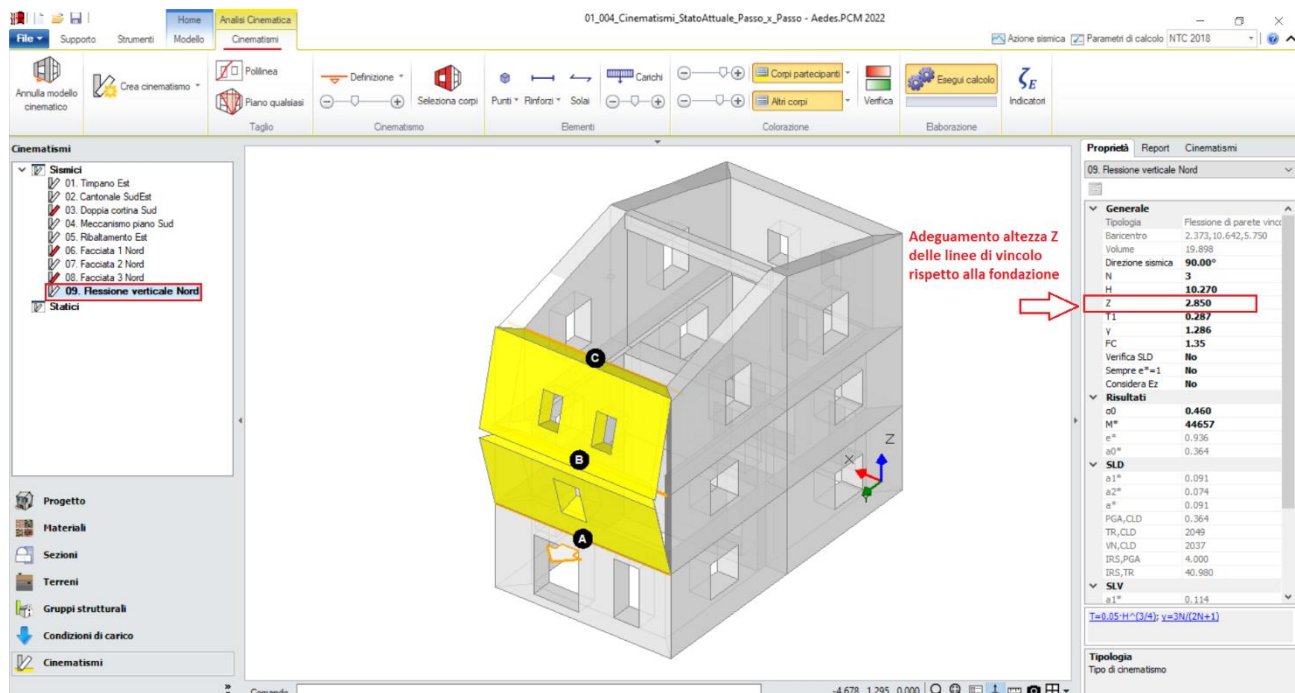 Home
Analisi Cinematica
01_004_Cinematismi_StatoAttuale_Passo_x_Passo - Aedes.PCM 2022
File
Supporto
Strumenti
Modello
Cinematismi
Azione sismica
Parametri di calcolo
NTC 2018
Annulla modello
cinematico
Crea cinematismo
Polilinea
Piano qualsiasi
Taglio
Definizione
Seleziona corpi
Cinematismo
Punti
Rinforzi
Solai
Carichi
Elementi
Corpi partecipanti
Altri corpi
Verifica
Colorazione
Esegui calcolo
Elaborazione
ζE
Indicatori
Cinematismi
Sismici
01. Timpano Est
02. Cantonale SudEst
03. Doppia cortina Sud
04. Meccanismo piano Sud
05. Ribaltamento Est
06. Facciata 1 Nord
07. Facciata 2 Nord
08. Facciata 3 Nord
09. Flessione verticale Nord
Statici
Progetto
Materiali
Sezioni
Terreni
Gruppi strutturali
Condizioni di carico
Cinematismi
C
B
A
Z
X
Y
Adeguamento altezza Z
delle linee di vincolo
rispetto alla fondazione
Comando
-4.678 1.295 0.000
Proprietà
Report
Cinematismi
09. Flessione verticale Nord
Generale
Tipologia Flessione di parete vinco
Baricentro 2.373,10.642,5.750
Volume 19.898
Direzione sismica 90.00°
N 3
H 10.270
Z 2.850
T1 0.287
γ 1.286
FC 1.35
Verifica SLD No
Sempre e*=1 No
Considera Ez No
Risultati
α0 0.460
M* 44657
e* 0.936
a0* 0.364
SLD
a1* 0.091
a2* 0.074
a* 0.091
PGA,CLD 0.364
TR,CLD 2049
VN,CLD 2037
IRS,PGA 4.000
IRS,TR 40.980
SLV
a1* 0.114
T=0.05·H^(3/4); γ=3N/(2N+1)
Tipologia
Tipo di cinematismo